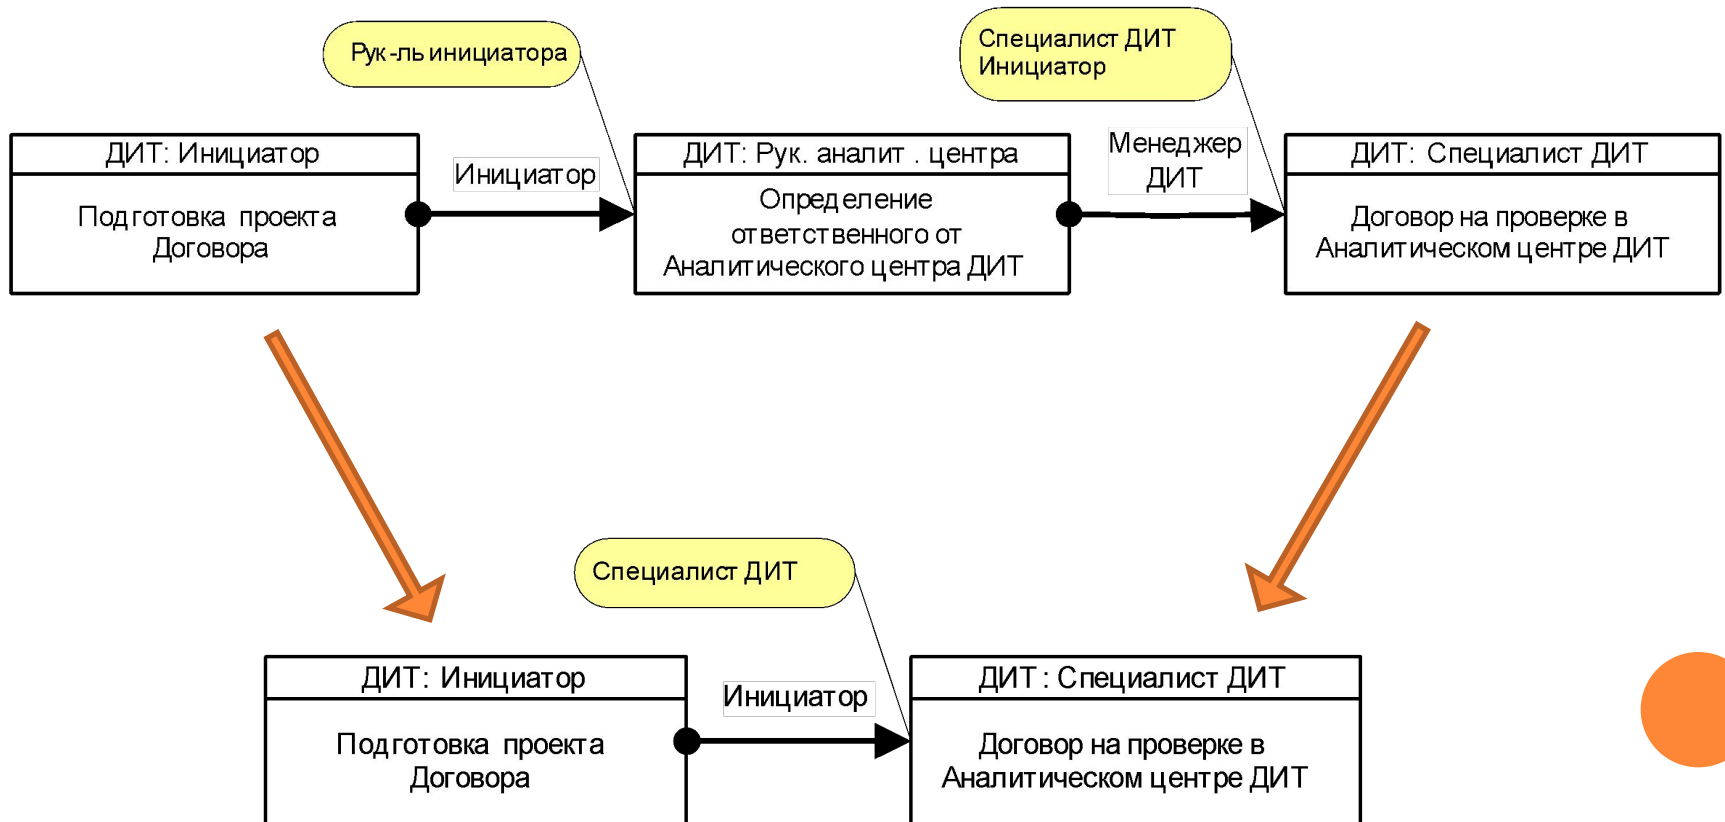 Рук-ль инициатора
Специалист ДИТ
Инициатор
ДИТ: Инициатор
Подготовка проекта
Договора
Инициатор
ДИТ: Рук. аналит . центра
Определение
ответственного от
Аналитического центра ДИТ
Менеджер
ДИТ
ДИТ: Специалист ДИТ
Договор на проверке в
Аналитическом центре ДИТ
Специалист ДИТ
ДИТ: Инициатор
Подготовка проекта
Договора
Инициатор
ДИТ : Специалист ДИТ
Договор на проверке в
Аналитическом центре ДИТ